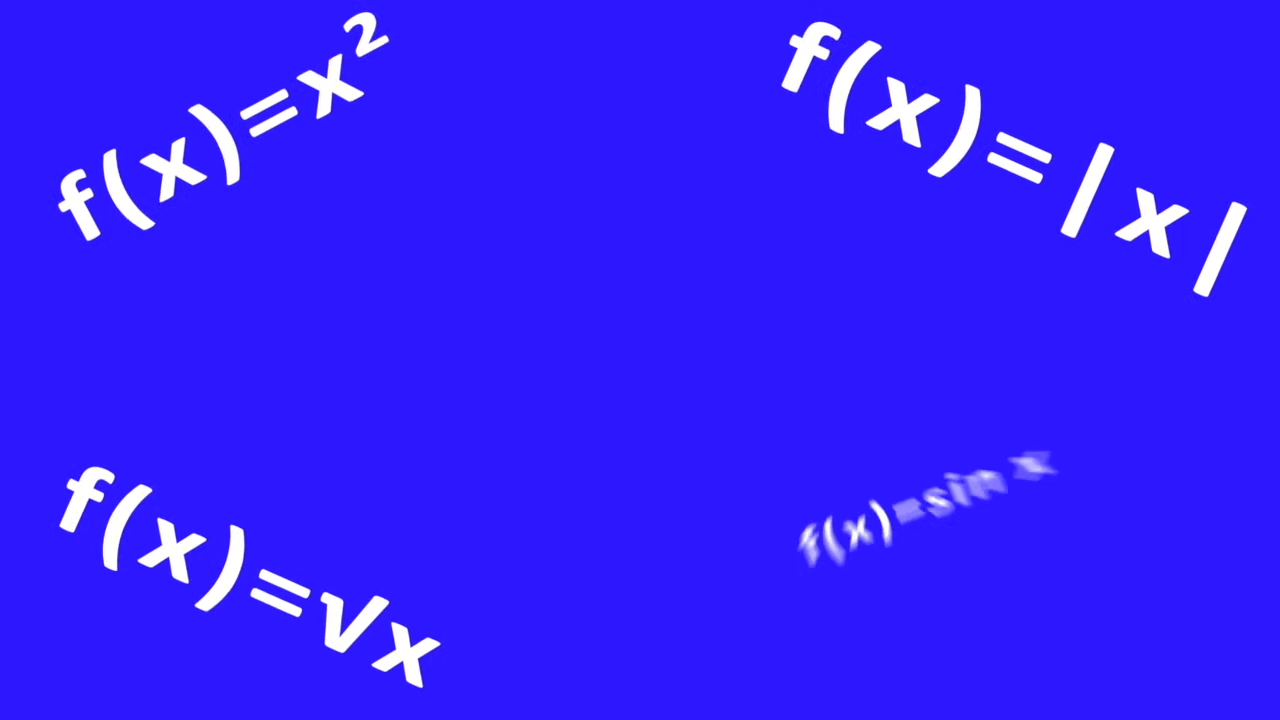 f(x)=x²
f(x)=|x|
f(x)=√x
f(x)=sin x